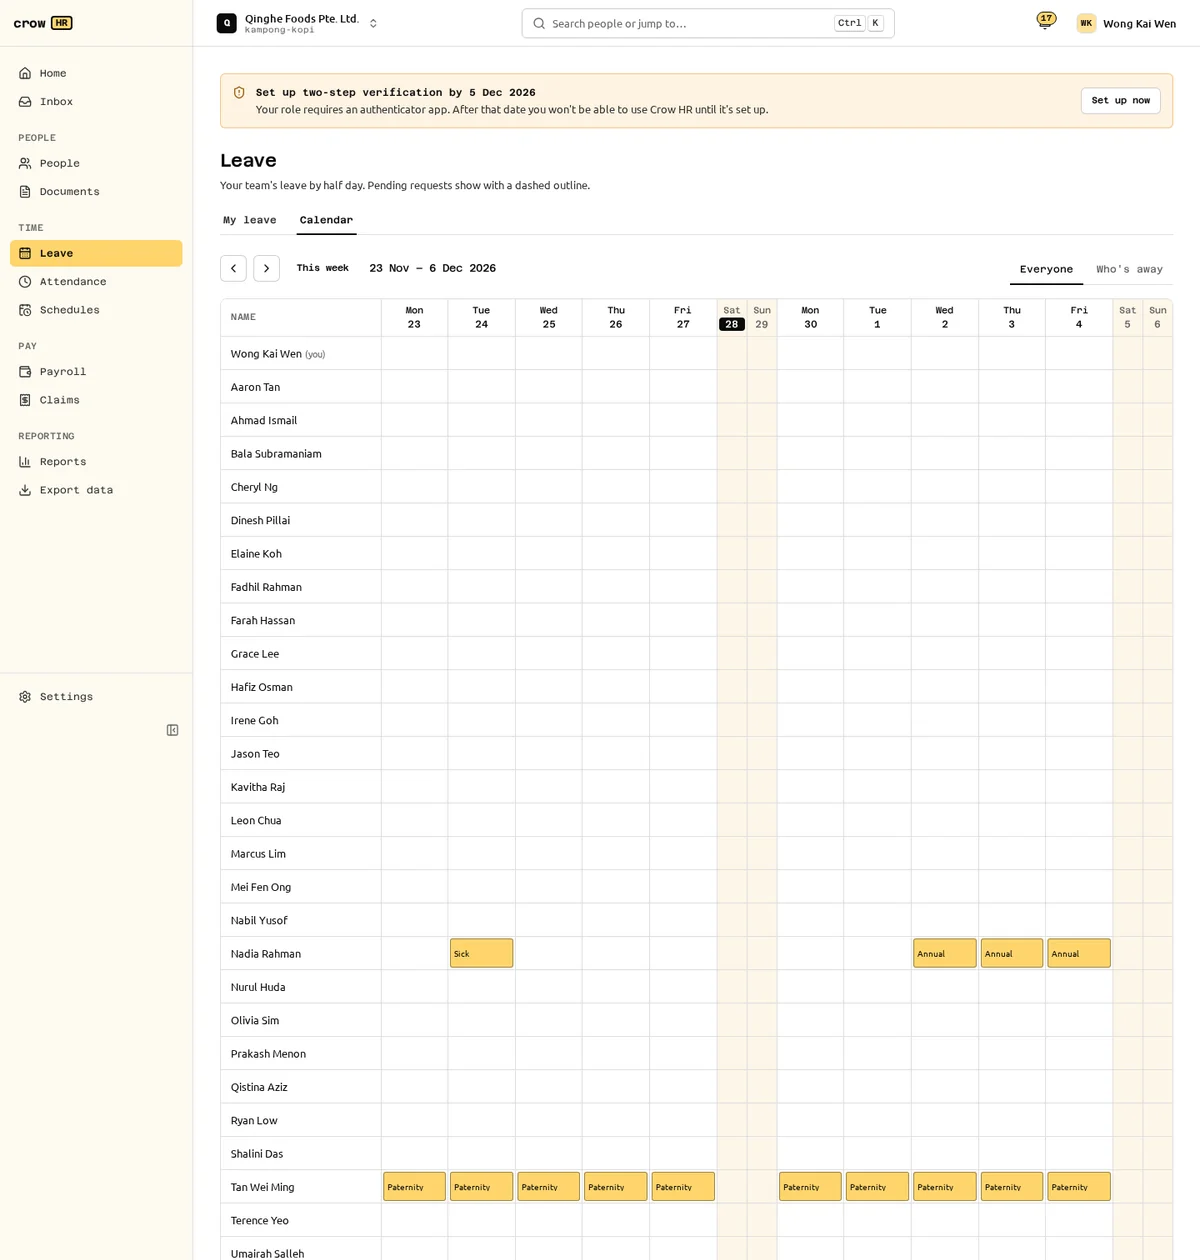 crow HR
Qinghe Foods Pte. Ltd.
kampong-kopi
Search people or jump to…
Ctrl K
17
WK
Wong Kai Wen
Home
Inbox
PEOPLE
People
Documents
TIME
Leave
Attendance
Schedules
PAY
Payroll
Claims
REPORTING
Reports
Export data
Settings
Set up two-step verification by 5 Dec 2026
Your role requires an authenticator app. After that date you won't be able to use Crow HR until it's set up.
Set up now
Leave
Your team's leave by half day. Pending requests show with a dashed outline.
My leave Calendar
This week 23 Nov – 6 Dec 2026
Everyone Who's away
NAME Mon Tue Wed Thu Fri Sat Sun Mon Tue Wed Thu Fri Sat Sun
23 24 25 26 27 28 29 30 1 2 3 4 5 6
Wong Kai Wen (you)
Aaron Tan
Ahmad Ismail
Bala Subramaniam
Cheryl Ng
Dinesh Pillai
Elaine Koh
Fadhil Rahman
Farah Hassan
Grace Lee
Hafiz Osman
Irene Goh
Jason Teo
Kavitha Raj
Leon Chua
Marcus Lim
Mei Fen Ong
Nabil Yusof
Nadia Rahman Sick Annual Annual Annual
Nurul Huda
Olivia Sim
Prakash Menon
Qistina Aziz
Ryan Low
Shalini Das
Tan Wei Ming Paternity Paternity Paternity Paternity Paternity Paternity Paternity Paternity Paternity Paternity
Terence Yeo
Umairah Salleh